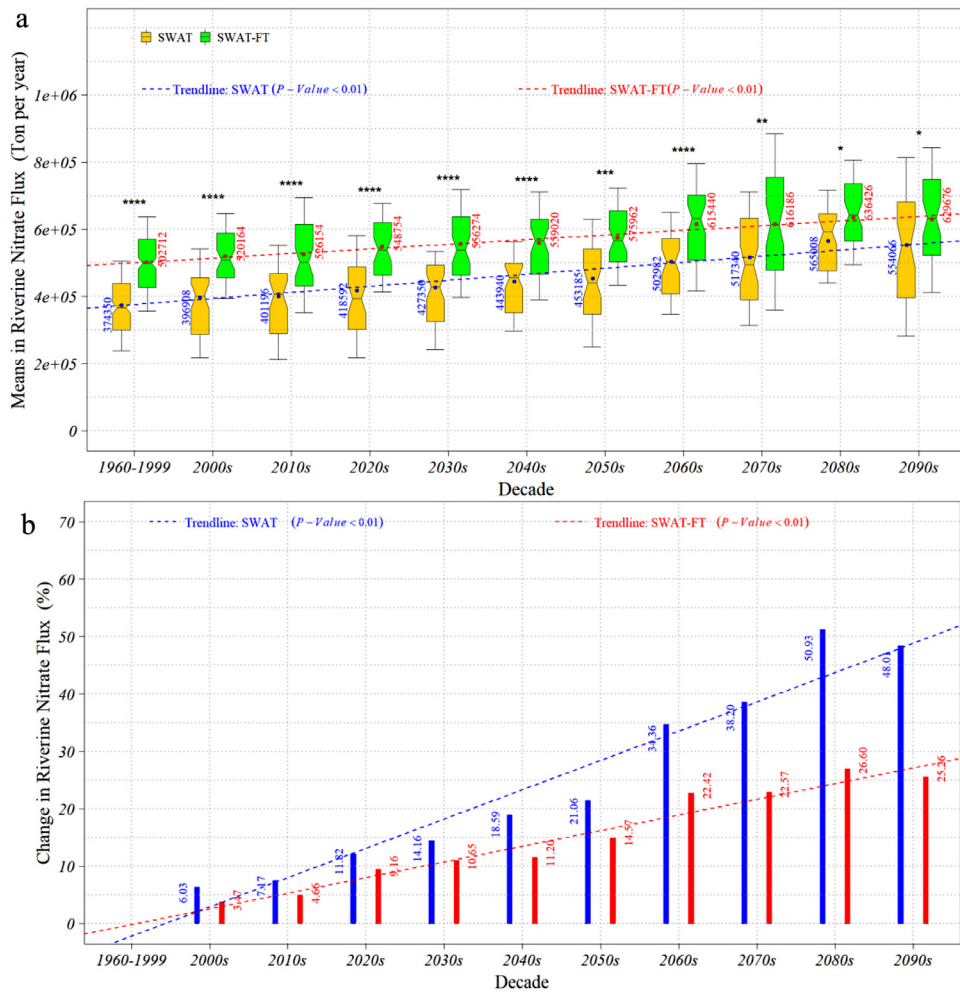 a
SWAT SWAT-FT
Trendline: SWAT (P − Value < 0.01) Trendline: SWAT-FT(P − Value < 0.01)
Means in Riverine Nitrate Flux (Ton per year)
1e+06
8e+05
6e+05
4e+05
2e+05
0
**** **** **** **** **** **** *** **** ** * *
374350 502712 396908 520164 401196 526154 418592 548754 427350 556274 443940 559020 453185 575962 502982 615440 517340 616186 565008 636426 554066 629676
1960-1999 2000s 2010s 2020s 2030s 2040s 2050s 2060s 2070s 2080s 2090s
Decade
b
Trendline: SWAT (P − Value < 0.01) Trendline: SWAT-FT (P − Value < 0.01)
Change in Riverine Nitrate Flux (%)
70
60
50
40
30
20
10
0
6.03 3.47 7.17 4.66 11.82 9.16 14.16 10.65 18.59 11.20 21.06 14.57 34.36 22.42 38.20 22.57 50.93 26.60 48.01 25.26
1960-1999 2000s 2010s 2020s 2030s 2040s 2050s 2060s 2070s 2080s 2090s
Decade